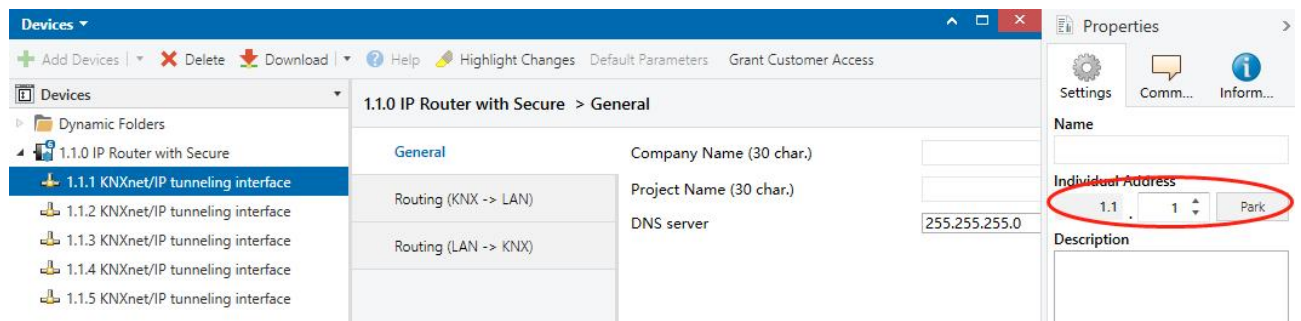 Devices
Add Devices Delete Download Help Highlight Changes Default Parameters Grant Customer Access
Devices
Dynamic Folders
1.1.0 IP Router with Secure
1.1.1 KNXnet/IP tunneling interface
1.1.2 KNXnet/IP tunneling interface
1.1.3 KNXnet/IP tunneling interface
1.1.4 KNXnet/IP tunneling interface
1.1.5 KNXnet/IP tunneling interface
1.1.0 IP Router with Secure > General
General
Routing (KNX -> LAN)
Routing (LAN -> KNX)
Company Name (30 char.)
Project Name (30 char.)
DNS server 255.255.255.0
Properties >
Settings Comm... Inform...
Name
Individual Address
1.1 . 1 Park
Description